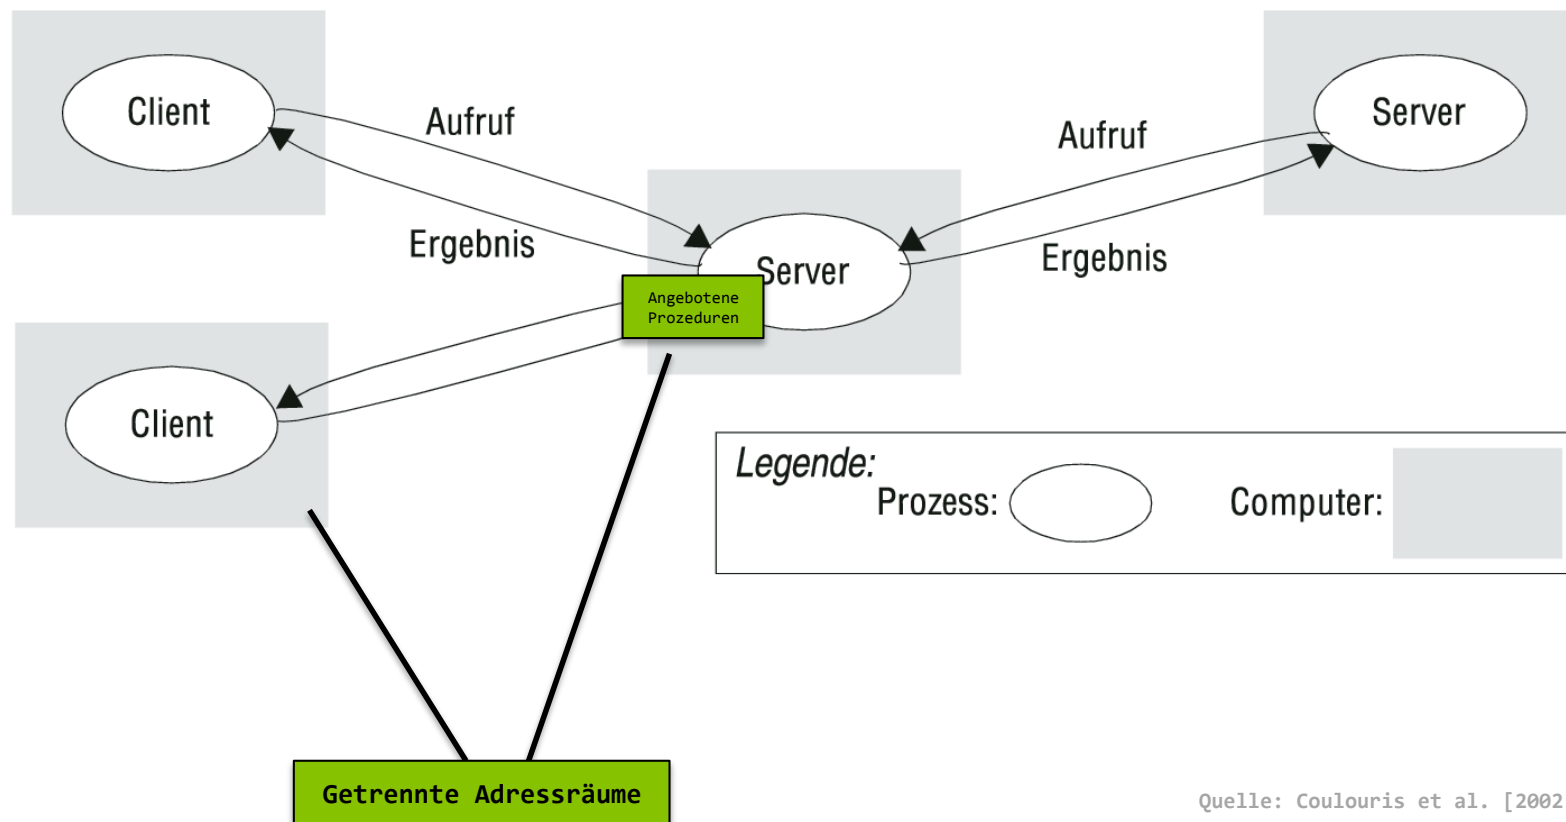 Client
Aufruf
Ergebnis
Server
Aufruf
Ergebnis
Server
Angebotene
Prozeduren
Client
Legende:
Prozess:
Computer:
Getrennte Adressräume
Quelle: Coulouris et al. [2002